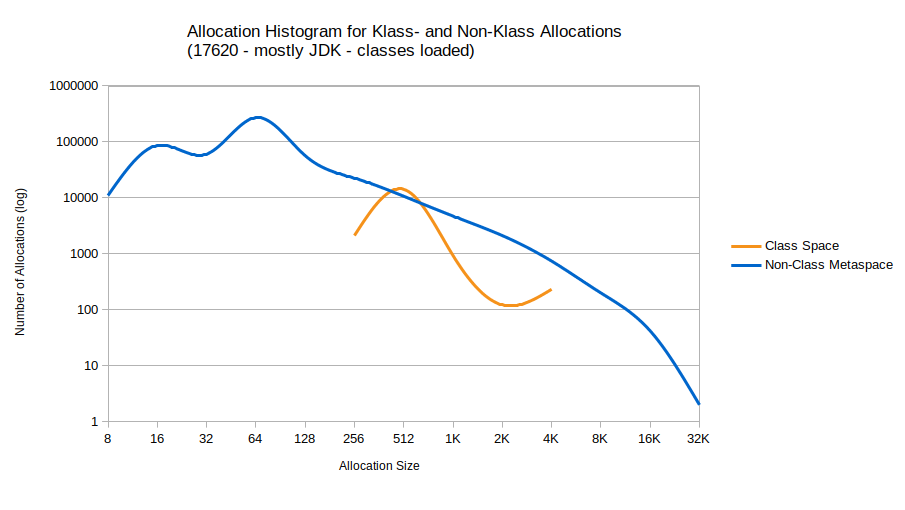 Allocation Histogram for Klass- and Non-Klass Allocations
(17620 - mostly JDK - classes loaded)
1000000
100000
10000
1000
100
10
1
Number of Allocations (log)
8 16 32 64 128 256 512 1K 2K 4K 8K 16K 32K
Allocation Size
Class Space
Non-Class Metaspace